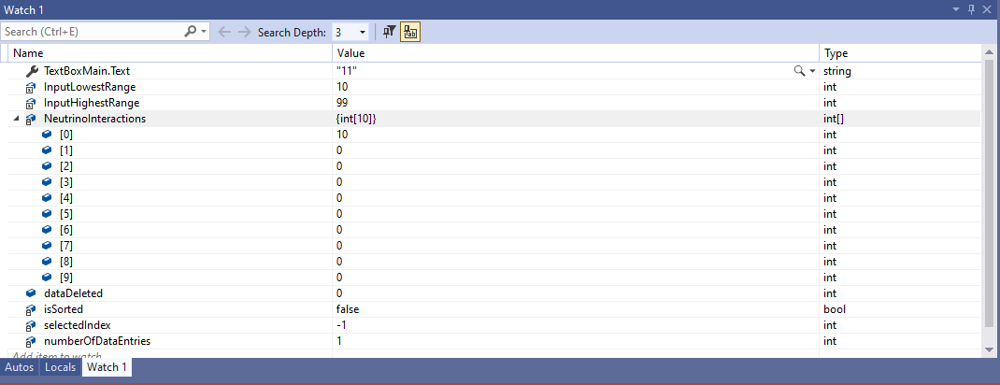 Watch 1
Search (Ctrl+E) Search Depth: 3
Name Value Type
TextBoxMain.Text "11" string
InputLowestRange 10 int
InputHighestRange 99 int
NeutrinoInteractions {int[10]} int[]
[0] 10 int
[1] 0 int
[2] 0 int
[3] 0 int
[4] 0 int
[5] 0 int
[6] 0 int
[7] 0 int
[8] 0 int
[9] 0 int
dataDeleted 0 int
isSorted false bool
selectedIndex -1 int
numberOfDataEntries 1 int
Add item to watch
Autos Locals Watch 1